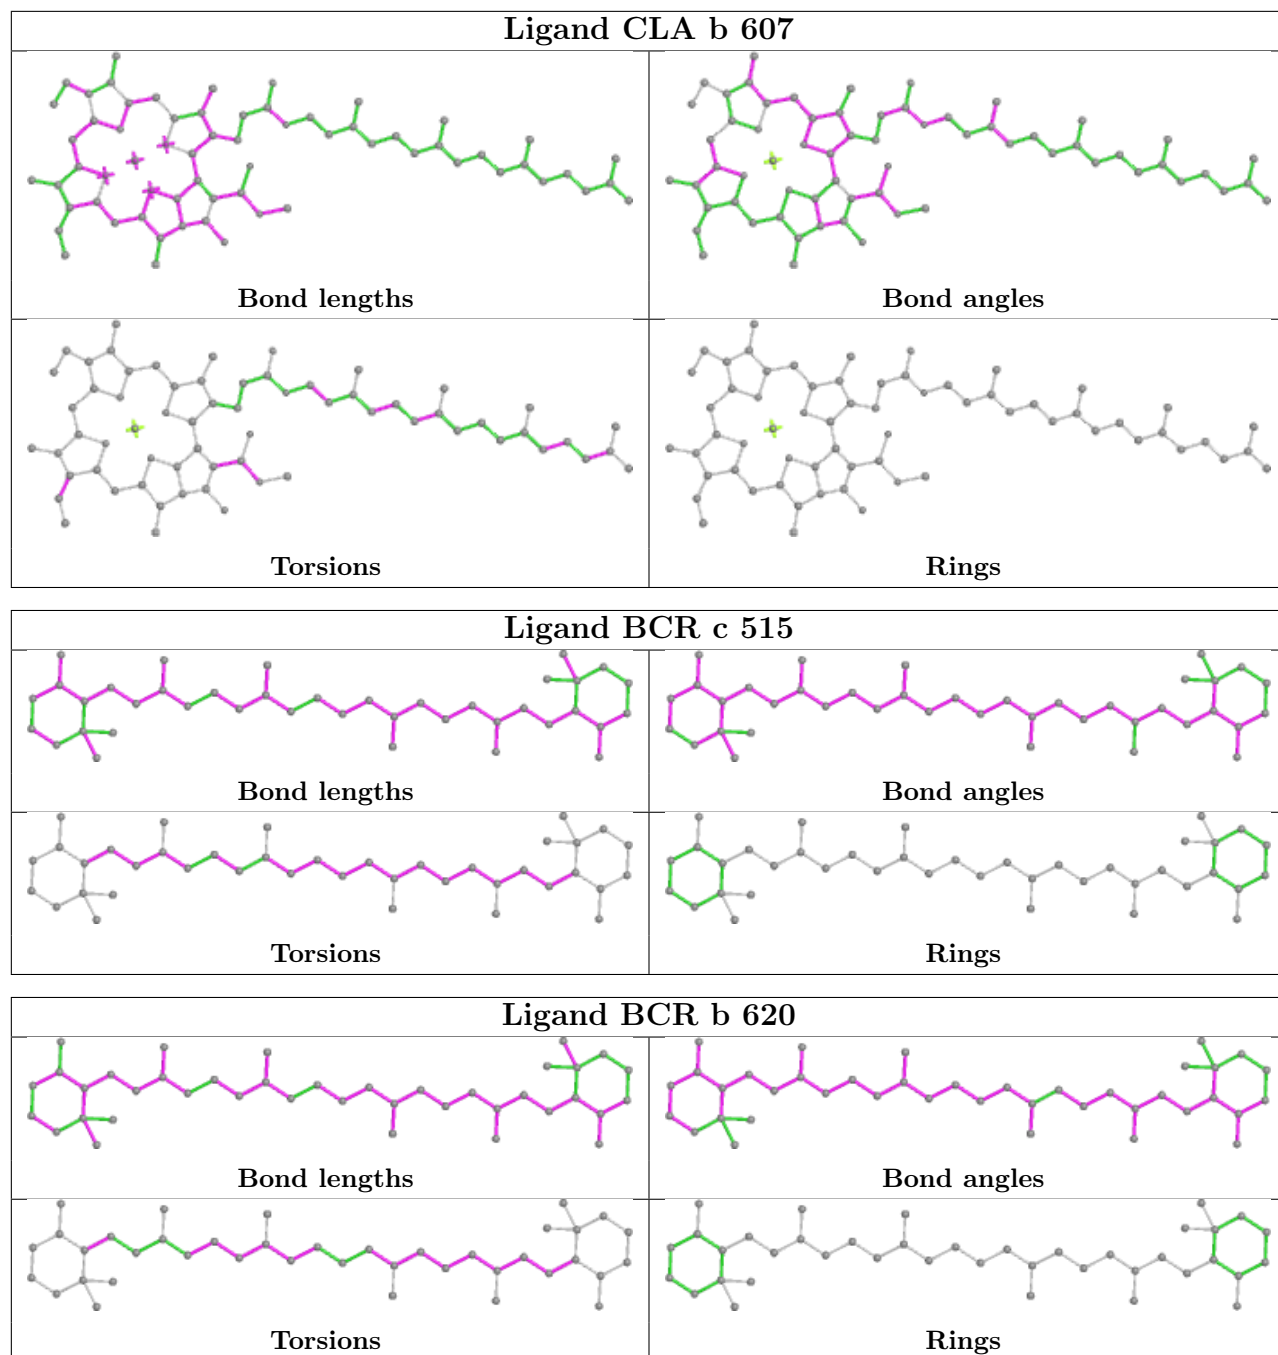 Ligand CLA b 607
Bond lengths
Bond angles
Torsions
Rings
Ligand BCR c 515
Bond lengths
Bond angles
Torsions
Rings
Ligand BCR b 620
Bond lengths
Bond angles
Torsions
Rings